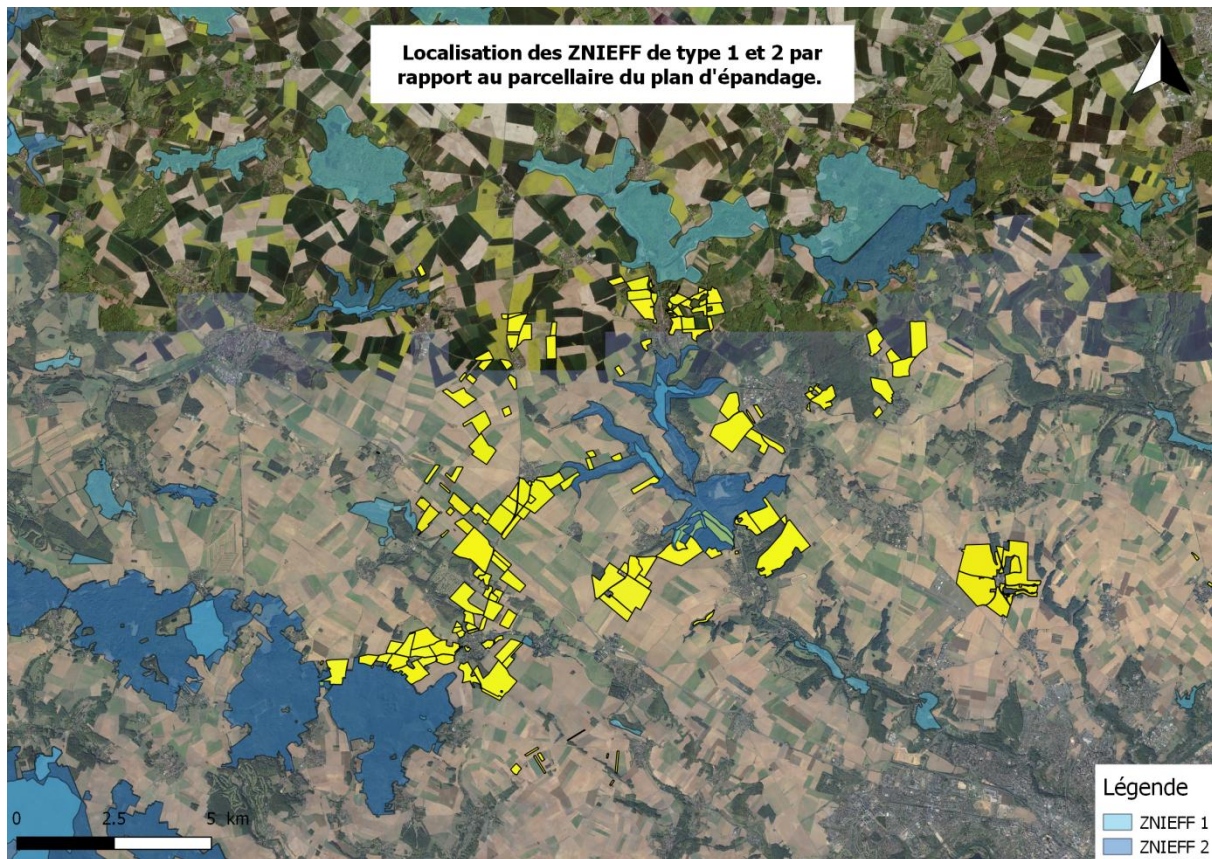 Localisation des ZNIEFF de type 1 et 2 par
rapport au parcellaire du plan d'épandage.
0 2.5 5 km
Légende
ZNIEFF 1
ZNIEFF 2